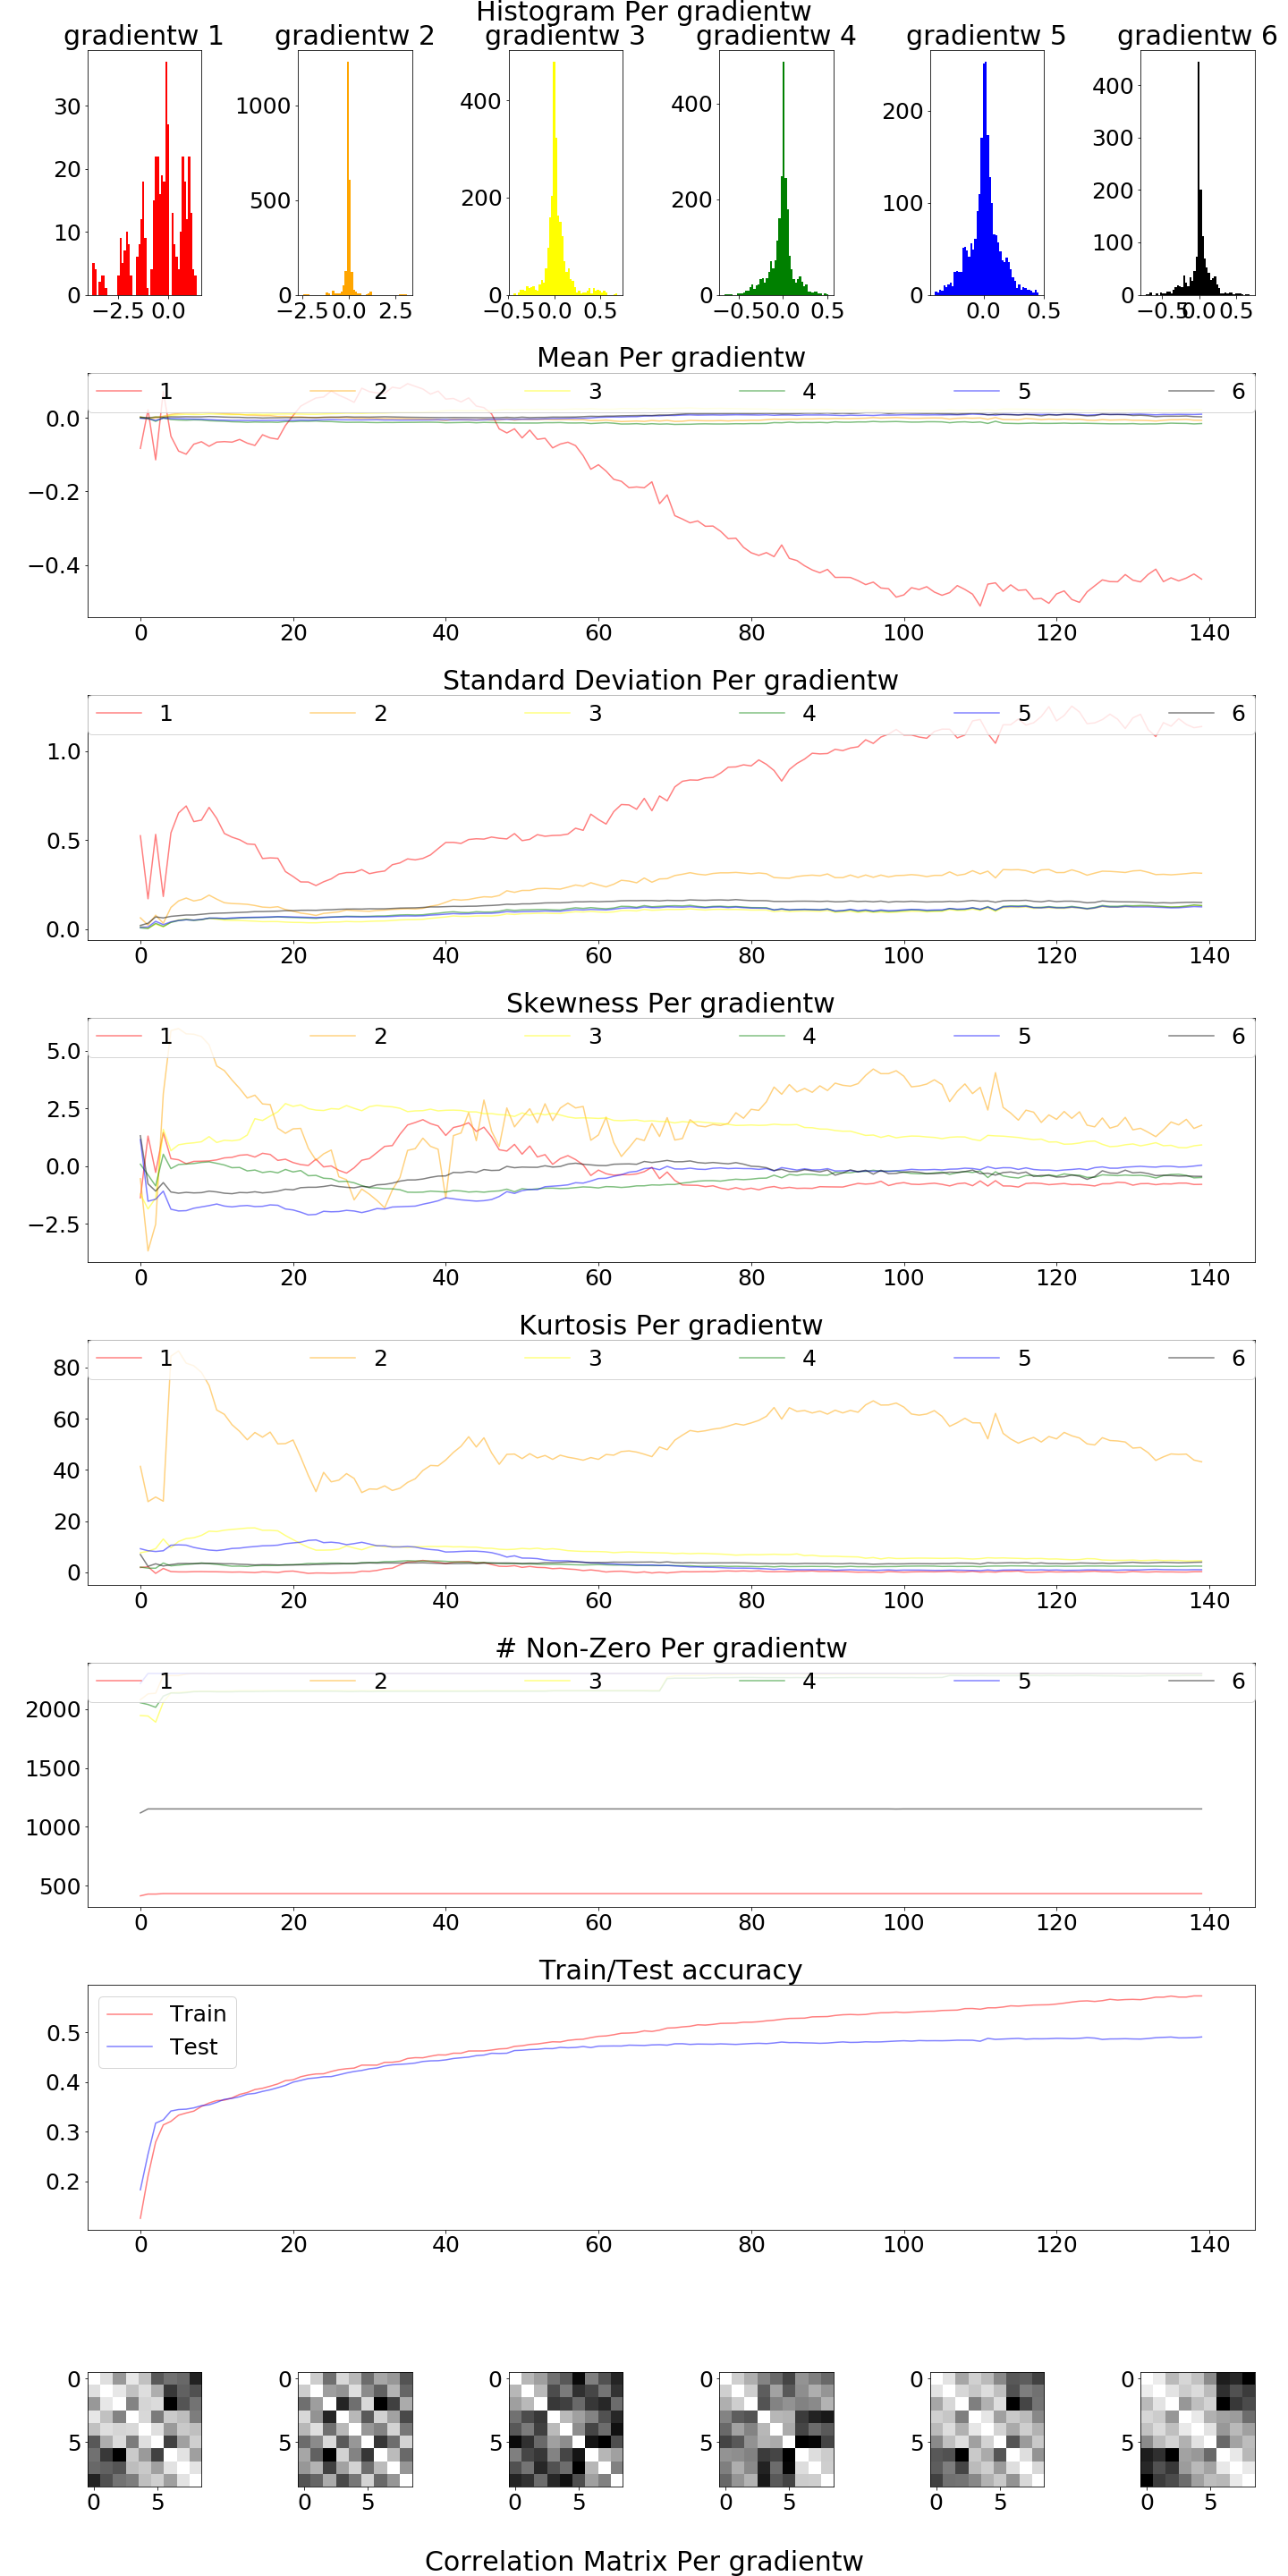 Histogram Per gradientw
gradientw 1 gradientw 2 gradientw 3 gradientw 4 gradientw 5 gradientw 6
30
20
10
0
−2.5 0.0
1000
500
0
−2.5 0.0 2.5
400
200
0
−0.5 0.0 0.5
400
200
0
−0.5 0.0 0.5
200
100
0
0.0 0.5
400
300
200
100
0
−0.5 0.0 0.5
Mean Per gradientw
1 2 3 4 5 6
0.0
−0.2
−0.4
0 20 40 60 80 100 120 140
Standard Deviation Per gradientw
1 2 3 4 5 6
1.0
0.5
0.0
0 20 40 60 80 100 120 140
Skewness Per gradientw
1 2 3 4 5 6
5.0
2.5
0.0
−2.5
0 20 40 60 80 100 120 140
Kurtosis Per gradientw
1 2 3 4 5 6
80
60
40
20
0
0 20 40 60 80 100 120 140
# Non-Zero Per gradientw
1 2 3 4 5 6
2000
1500
1000
500
0 20 40 60 80 100 120 140
Train/Test accuracy
Train
Test
0.5
0.4
0.3
0.2
0 20 40 60 80 100 120 140
0 0 0 0 0 0
5 5 5 5 5 5
0 5 0 5 0 5 0 5 0 5 0 5
Correlation Matrix Per gradientw